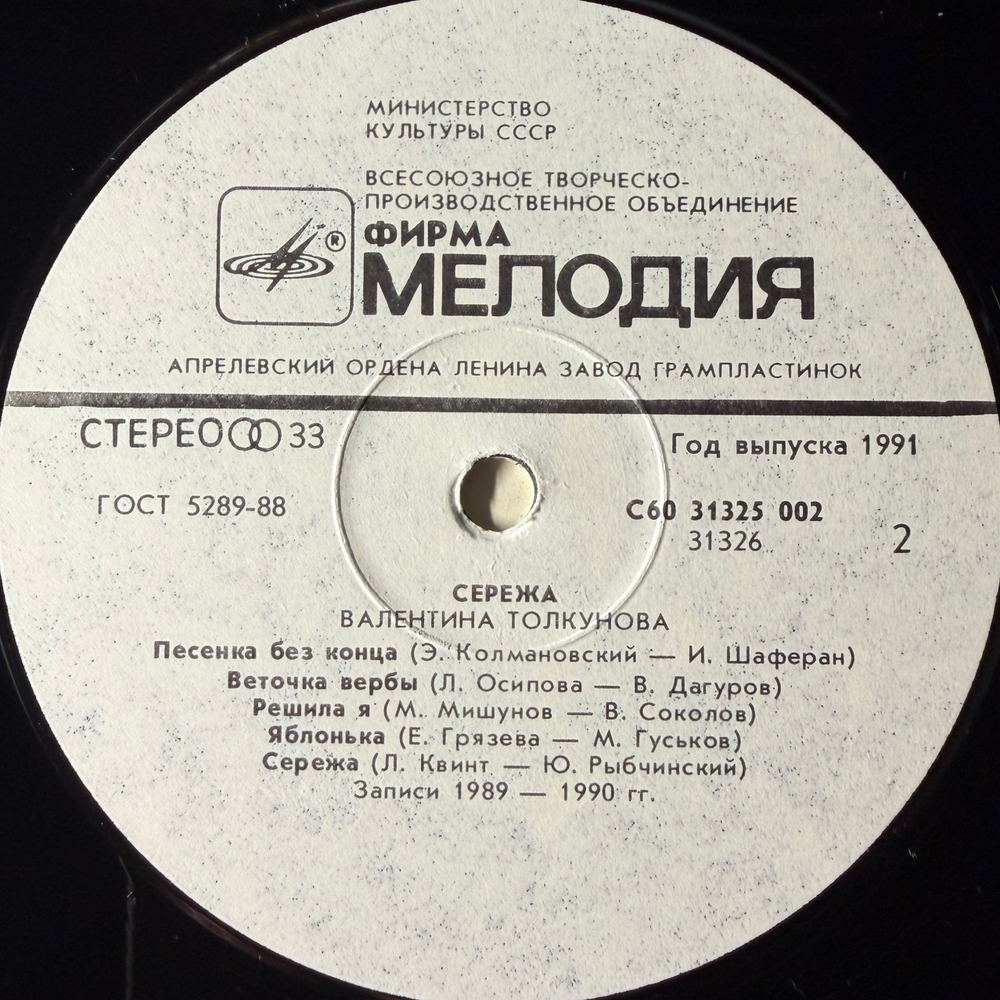 МИНИСТЕРСТВО
КУЛЬТУРЫ СССР
ВСЕСОЮЗНОЕ ТВОРЧЕСКО-
ПРОИЗВОДСТВЕННОЕ ОБЪЕДИНЕНИЕ
ФИРМА
®
МЕЛОДИЯ
АПРЕЛЕВСКИЙ ОРДЕНА ЛЕНИНА ЗАВОД ГРАМПЛАСТИНОК
СТЕРЕО 33
Год выпуска 1991
ГОСТ 5289-88
С60 31325 002
31326
2
СЕРЕЖА
ВАЛЕНТИНА ТОЛКУНОВА
Песенка без конца (Э. Колмановский — И. Шаферан)
Веточка вербы (Л. Осипова — В. Дагуров)
Решила я (М. Мишунов — В. Соколов)
Яблонька (Е. Грязева — М. Гуськов)
Сережа (Л. Квинт — Ю. Рыбчинский)
Записи 1989 — 1990 гг.